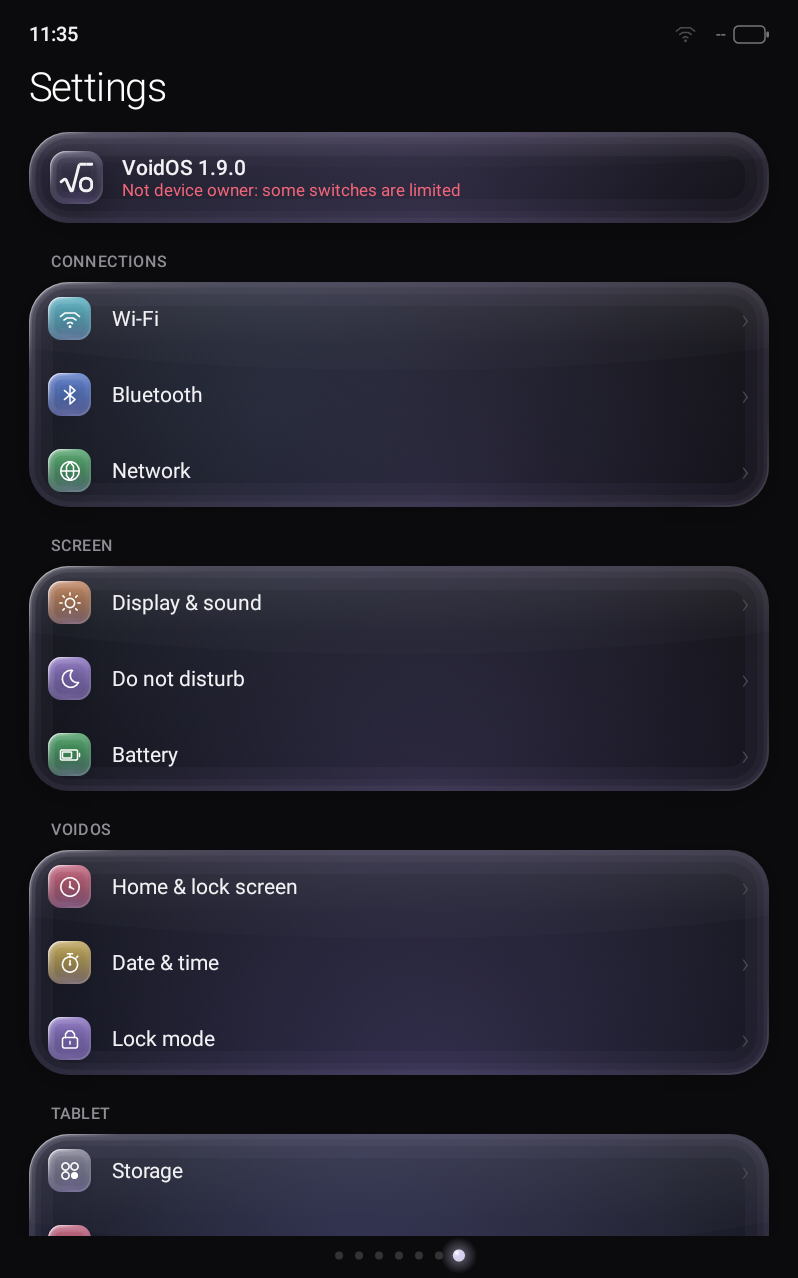 11:35
--
Settings
VoidOS 1.9.0
Not device owner: some switches are limited
CONNECTIONS
Wi-Fi
Bluetooth
Network
SCREEN
Display & sound
Do not disturb
Battery
VOIDOS
Home & lock screen
Date & time
Lock mode
TABLET
Storage